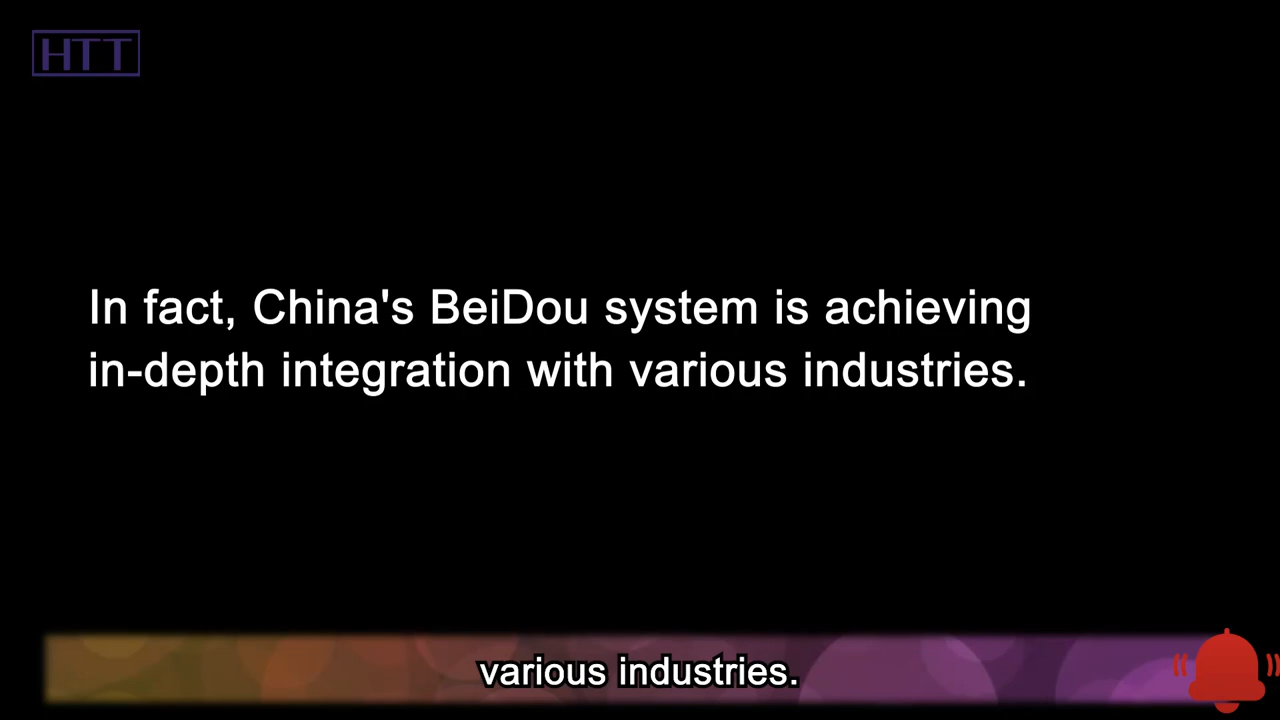 HTT
In fact, China's BeiDou system is achieving
in-depth integration with various industries.
various industries.